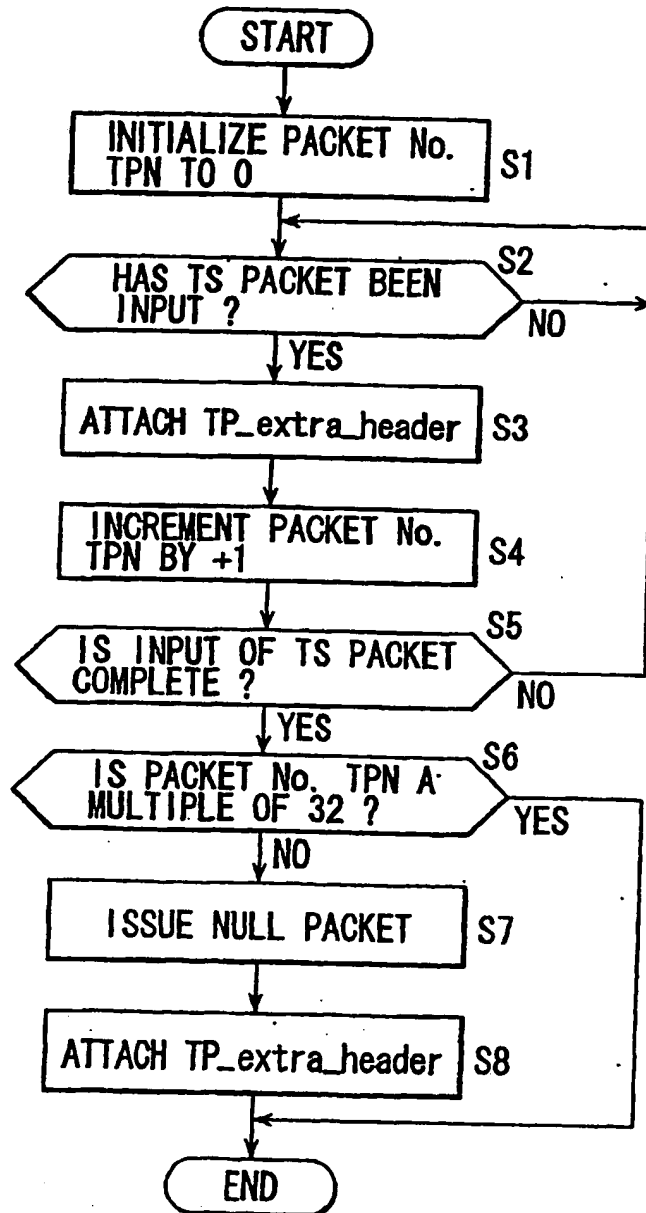 START
INITIALIZE PACKET No.
TPN TO 0
S1
HAS TS PACKET BEEN
INPUT ?
S2
NO
YES
ATTACH TP_extra_header
S3
INCREMENT PACKET No.
TPN BY +1
S4
IS INPUT OF TS PACKET
COMPLETE ?
S5
NO
YES
IS PACKET No. TPN A
MULTIPLE OF 32 ?
S6
YES
NO
ISSUE NULL PACKET
S7
ATTACH TP_extra_header
S8
END